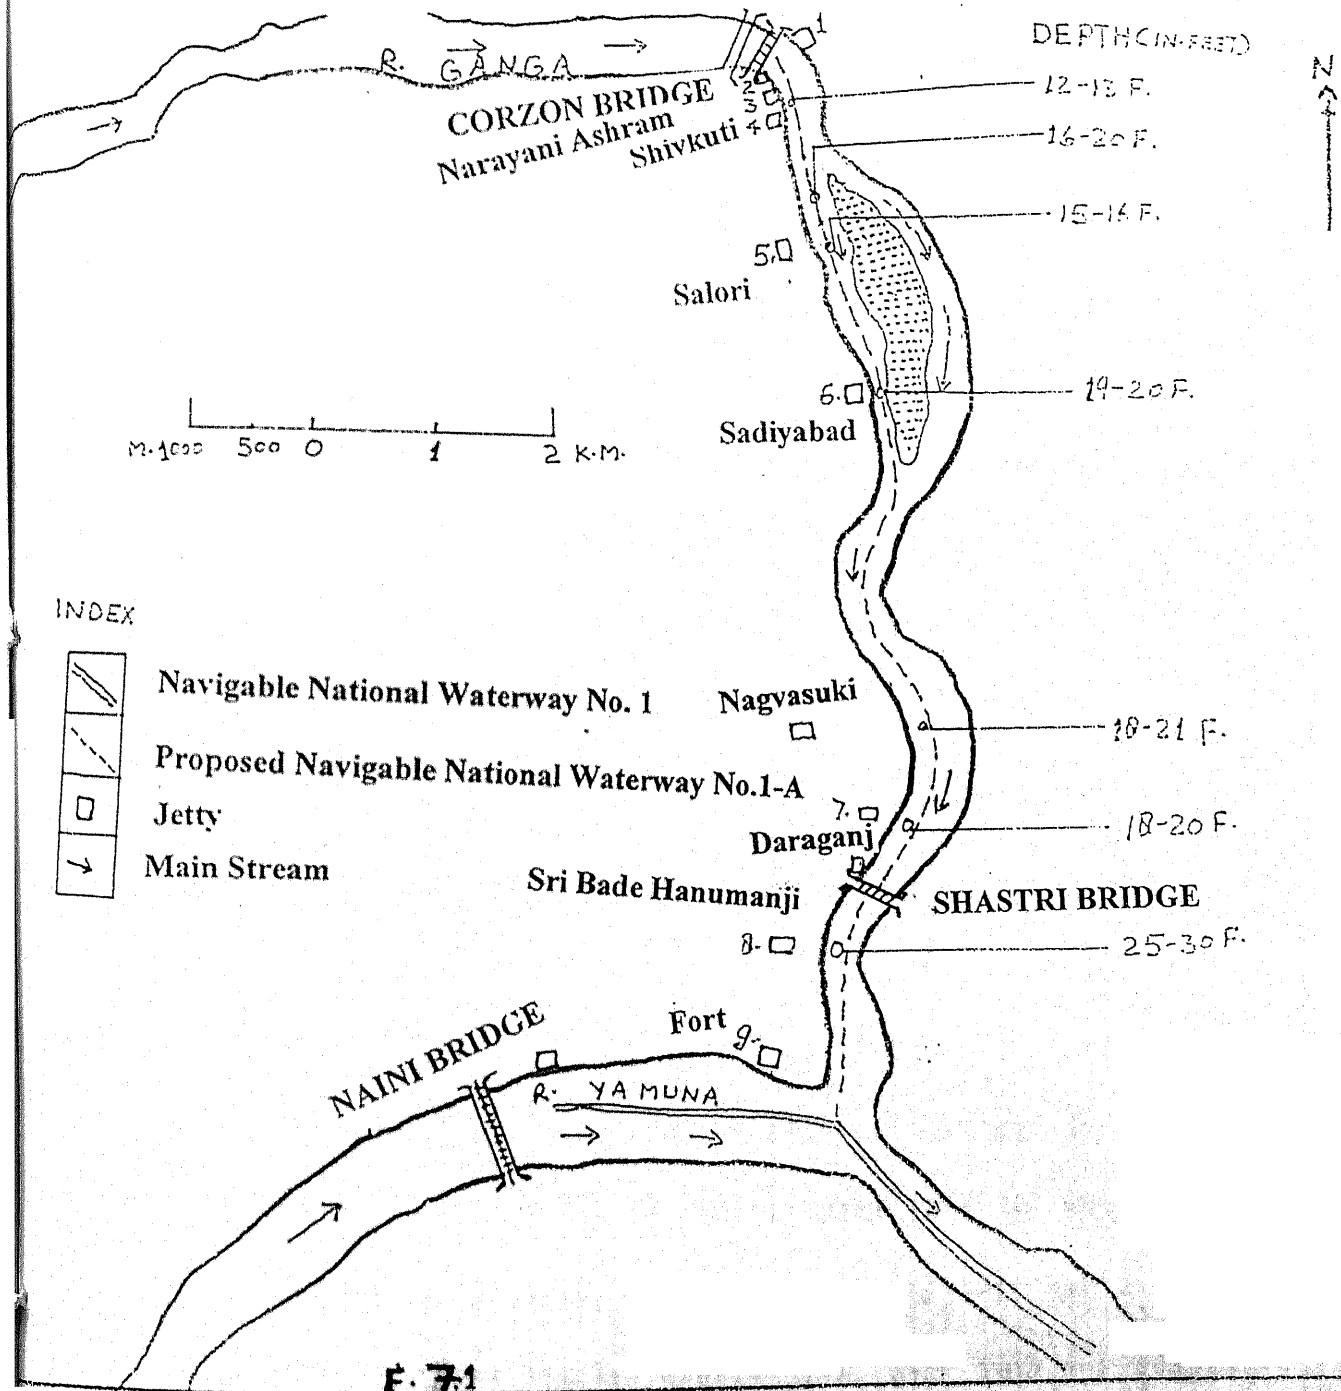 DEPTH (IN-FEET)
N
1
R. GANGA
12-13 F.
CORZON BRIDGE
2
3
Narayani Ashram
4
Shivkuti
16-20 F.
15-16 F.
5.
Salori
6.
19-20 F.
Sadiyabad
M. 1000 500 0 1 2 K.M.
INDEX
Navigable National Waterway No. 1
Nagvasuki
18-21 F.
Proposed Navigable National Waterway No.1-A
Jetty
7.
Daraganj
18-20 F.
Main Stream
Sri Bade Hanumanji
SHASTRI BRIDGE
8.
25-30 F.
Fort
9.
NAINI BRIDGE
R. YAMUNA
F. 7.1